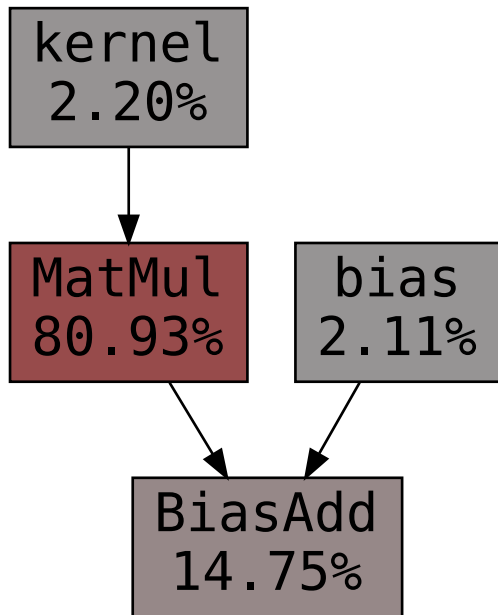 kernel
2.20%
MatMul
80.93%
bias
2.11%
BiasAdd
14.75%